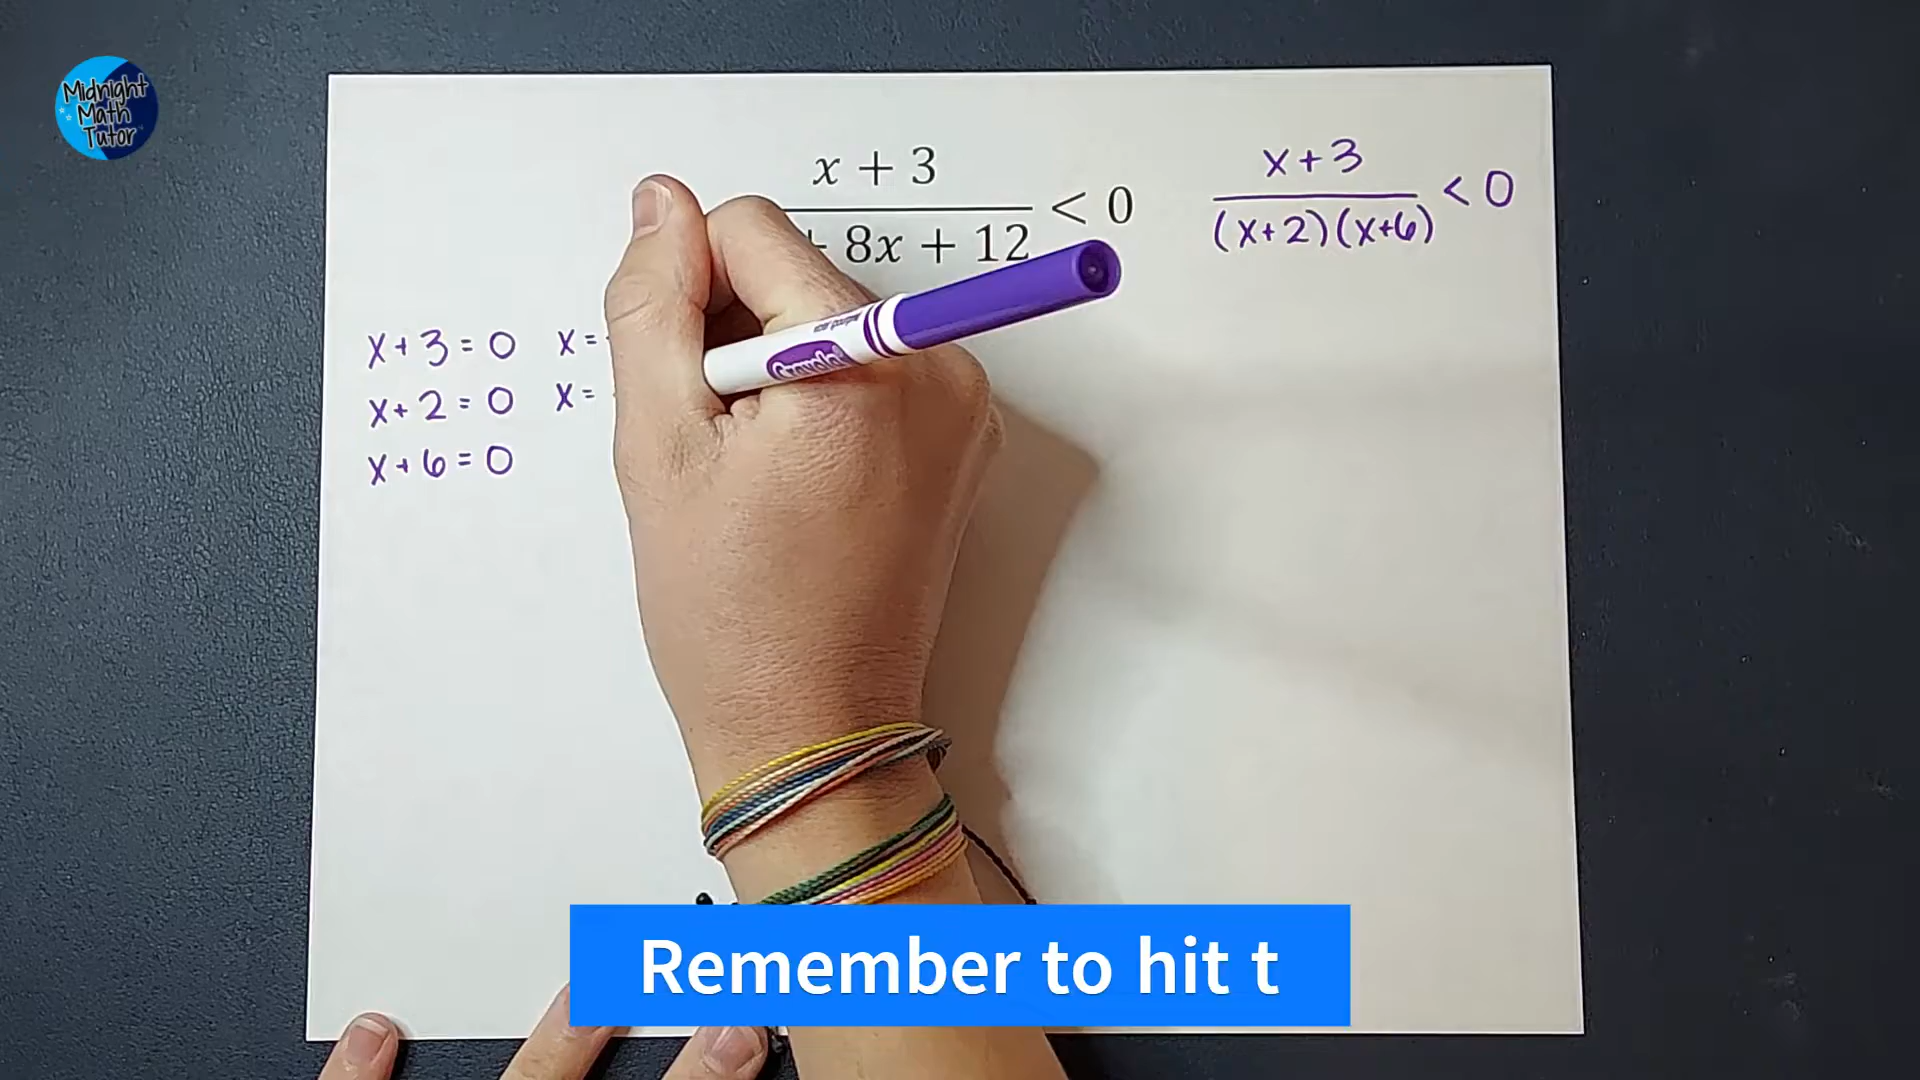 Midnight
Math
Tutor
x + 3
+ 8x + 12
< 0
x + 3
(x+2)(x+6)
< 0
x + 3 = 0 x =
x + 2 = 0 x =
x + 6 = 0
Crayola
Remember to hit t